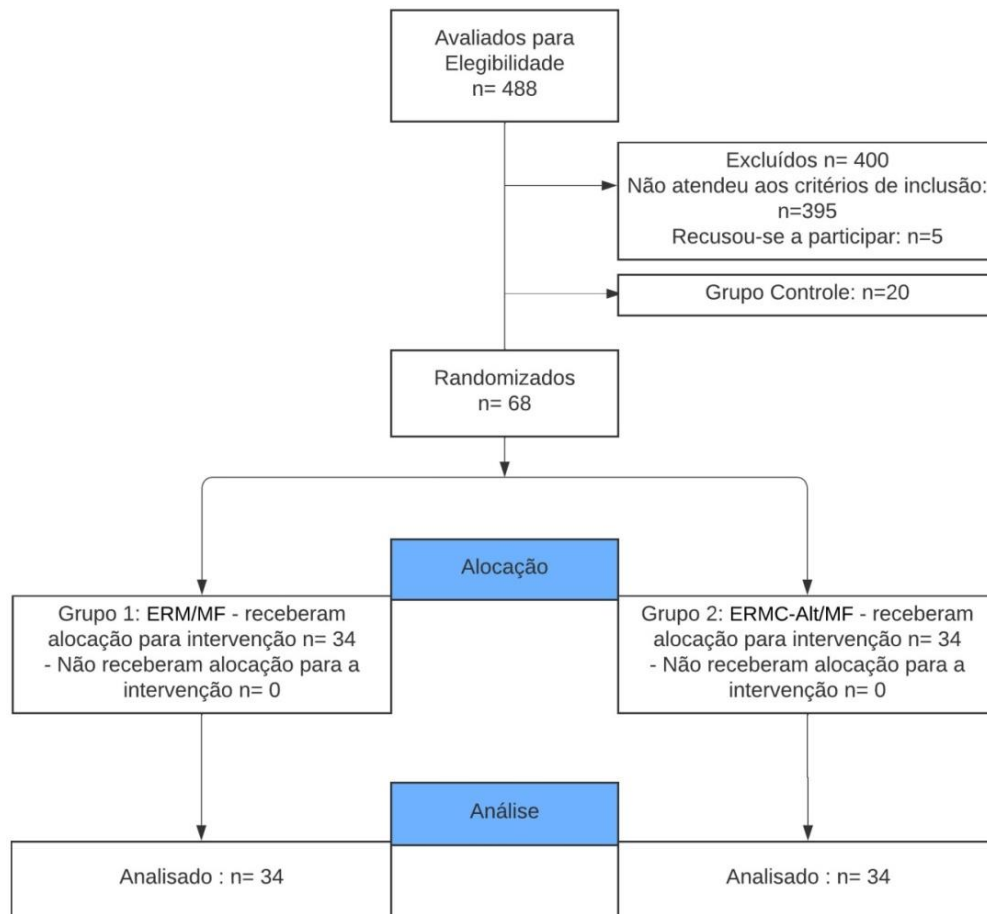 Avaliados para
Elegibilidade
n= 488
Excluídos n= 400
Não atendeu aos critérios de inclusão:
n=395
Recusou-se a participar: n=5
Grupo Controle: n=20
Randomizados
n= 68
Alocação
Grupo 1: ERM/MF - receberam
alocação para intervenção n= 34
- Não receberam alocação para a
intervenção n= 0
Grupo 2: ERMC-Alt/MF - receberam
alocação para intervenção n= 34
- Não receberam alocação para a
intervenção n= 0
Análise
Analisado : n= 34
Analisado : n= 34